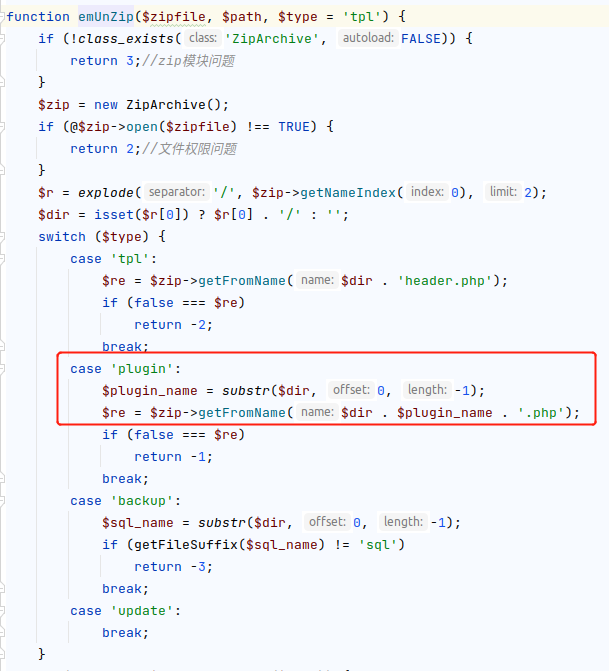 function emUnZip($zipfile, $path, $type = 'tpl') {
if (!class_exists( class: 'ZipArchive', autoload: FALSE)) {
return 3;//zip模块问题
}
$zip = new ZipArchive();
if (@$zip->open($zipfile) !== TRUE) {
return 2;//文件权限问题
}
$r = explode( separator: '/', $zip->getNameIndex( index: 0), limit: 2);
$dir = isset($r[0]) ? $r[0] . '/' : '';
switch ($type) {
case 'tpl':
$re = $zip->getFromName( name: $dir . 'header.php');
if (false === $re)
return -2;
break;
case 'plugin':
$plugin_name = substr($dir, offset: 0, length: -1);
$re = $zip->getFromName( name: $dir . $plugin_name . '.php');
if (false === $re)
return -1;
break;
case 'backup':
$sql_name = substr($dir, offset: 0, length: -1);
if (getFileSuffix($sql_name) != 'sql')
return -3;
break;
case 'update':
break;
}